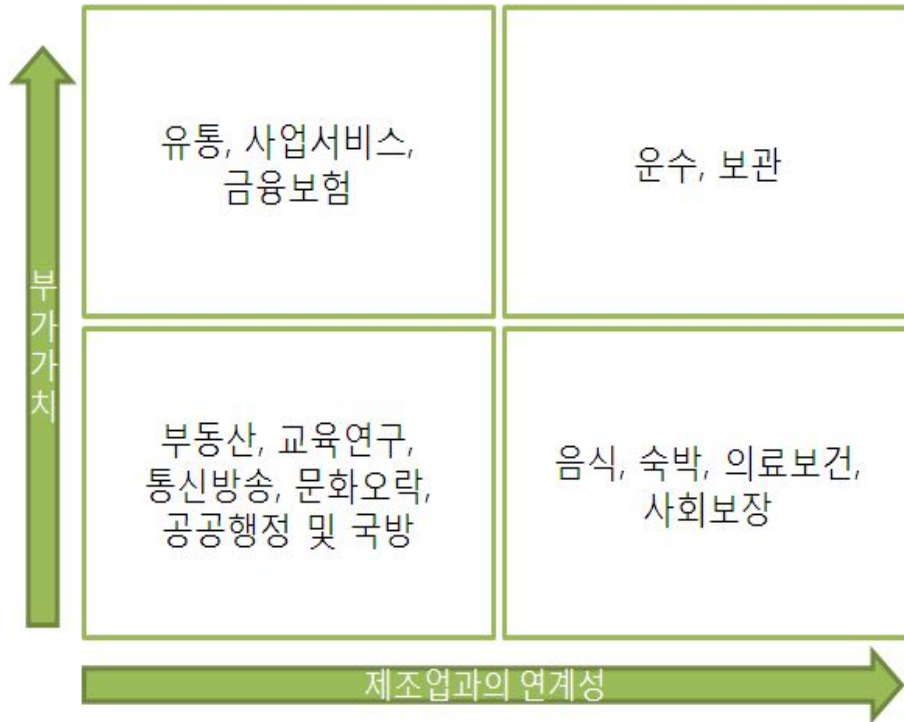 유통, 사업서비스,
금융보험
운수, 보관
부가가치
부동산, 교육연구,
통신방송, 문화오락,
공공행정 및 국방
음식, 숙박, 의료보건,
사회보장
제조업과의 연계성